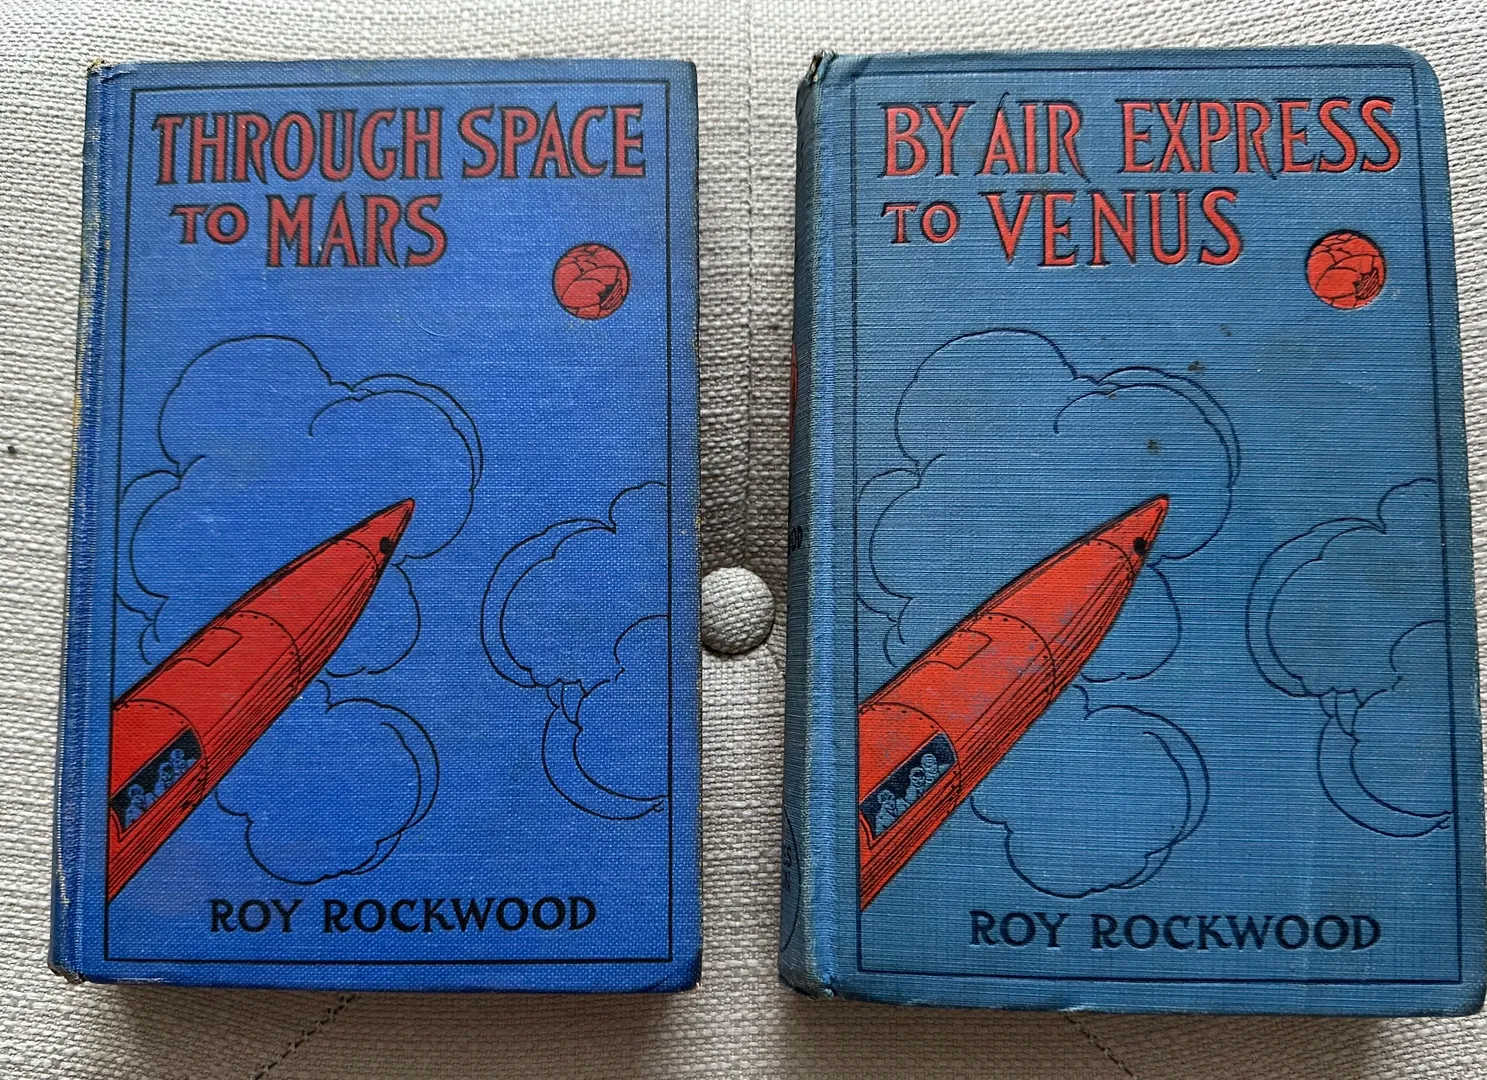 THROUGH SPACE
TO MARS
ROY ROCKWOOD
BY AIR EXPRESS
TO VENUS
ROY ROCKWOOD